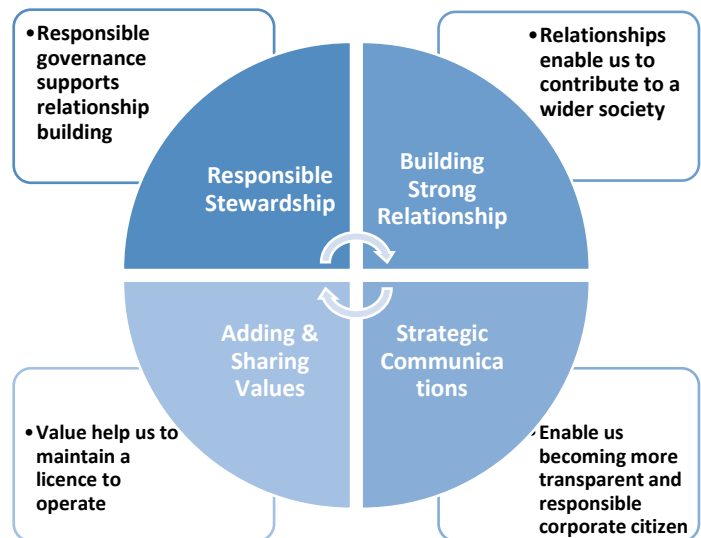 •Responsible
governance
supports
relationship
building
•Relationships
enable us to
contribute to a
wider society
Responsible
Stewardship
Building
Strong
Relationship
Adding &
Sharing
Values
Strategic
Communica
tions
•Value help us to
maintain a
licence to
operate
•Enable us
becoming more
transparent and
responsible
corporate citizen